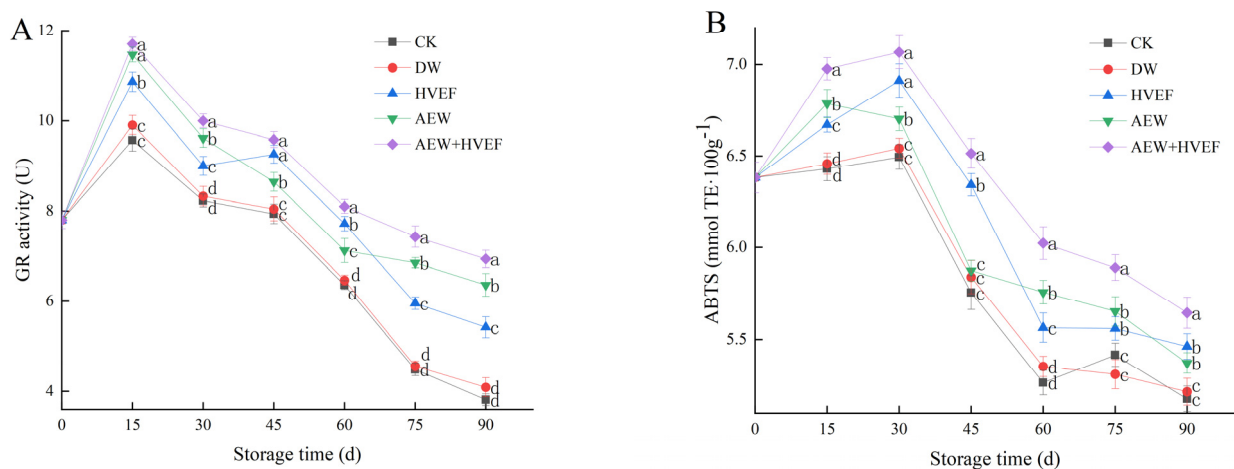 A
12
10
8
6
4
GR activity (U)
0 15 30 45 60 75 90
Storage time (d)
CK
DW
HVEF
AEW
AEW+HVEF
a
a
b
c
c
a
b
c
d
d
a
a
b
c
c
a
b
c
d
d
a
b
c
d
d
a
b
c
d
d
B
7.0
6.5
6.0
5.5
ABTS (mmol TE·100g-1)
0 15 30 45 60 75 90
Storage time (d)
CK
DW
HVEF
AEW
AEW+HVEF
a
b
c
d
d
a
a
b
c
c
a
b
c
c
c
a
b
c
d
d
a
b
b
c
c
a
b
b
c
c